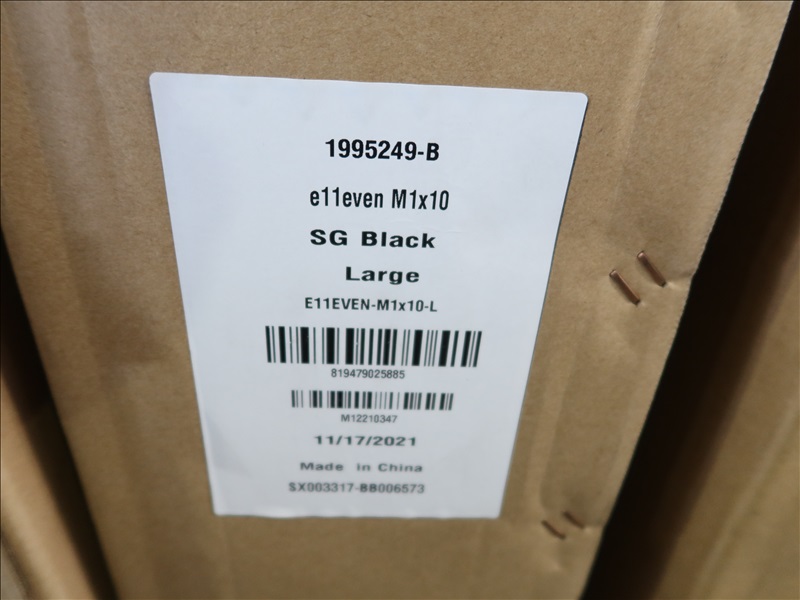 1995249-B
e11even M1x10
SG Black
Large
E11EVEN-M1x10-L
819479025885
M12210347
11/17/2021
Made in China
SX003317-BB006573